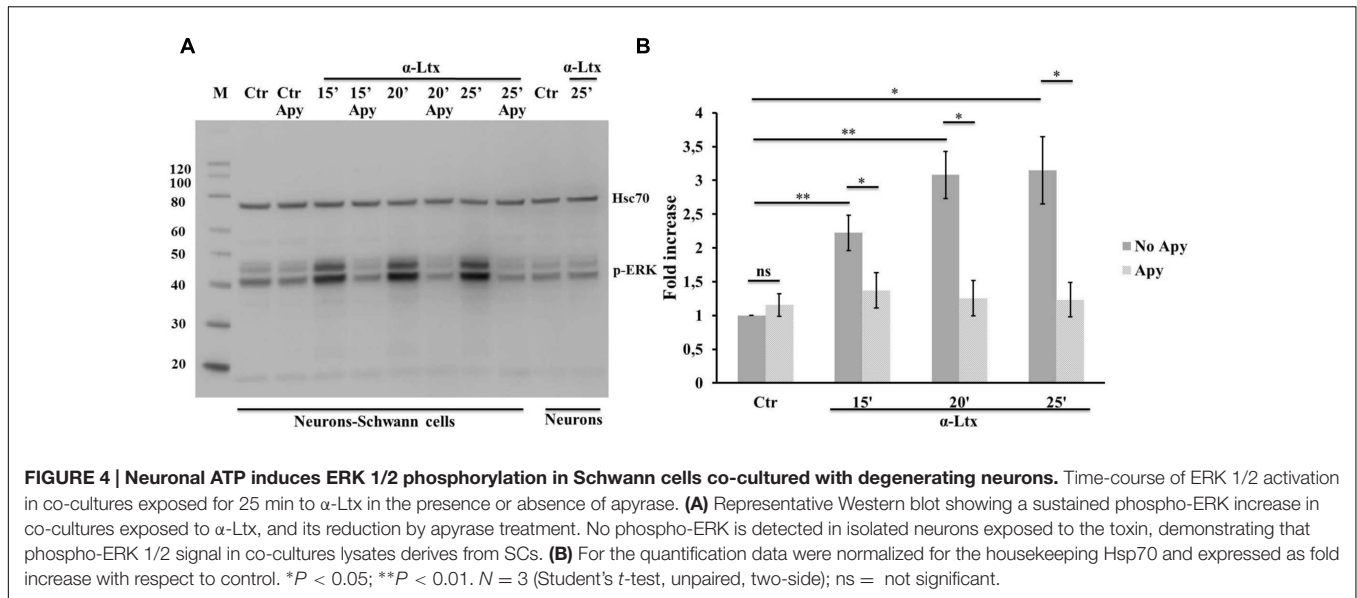 A
α-Ltx
α-Ltx
M Ctr Ctr Apy 15’ 15’ Apy 20’ 20’ Apy 25’ 25’ Apy Ctr 25’
120
100
80
60
50
40
30
20
Hsc70
p-ERK
Neurons-Schwann cells
Neurons
B
Fold increase
4
3,5
3
2,5
2
1,5
1
0,5
0
ns
**
*
**
*
*
*
Ctr 15' 20' 25'
α-Ltx
No Apy
Apy
FIGURE 4 | Neuronal ATP induces ERK 1/2 phosphorylation in Schwann cells co-cultured with degenerating neurons. Time-course of ERK 1/2 activation
in co-cultures exposed for 25 min to α-Ltx in the presence or absence of apyrase. (A) Representative Western blot showing a sustained phospho-ERK increase in
co-cultures exposed to α-Ltx, and its reduction by apyrase treatment. No phospho-ERK is detected in isolated neurons exposed to the toxin, demonstrating that
phospho-ERK 1/2 signal in co-cultures lysates derives from SCs. (B) For the quantification data were normalized for the housekeeping Hsp70 and expressed as fold
increase with respect to control. *P < 0.05; **P < 0.01. N = 3 (Student’s t-test, unpaired, two-side); ns = not significant.